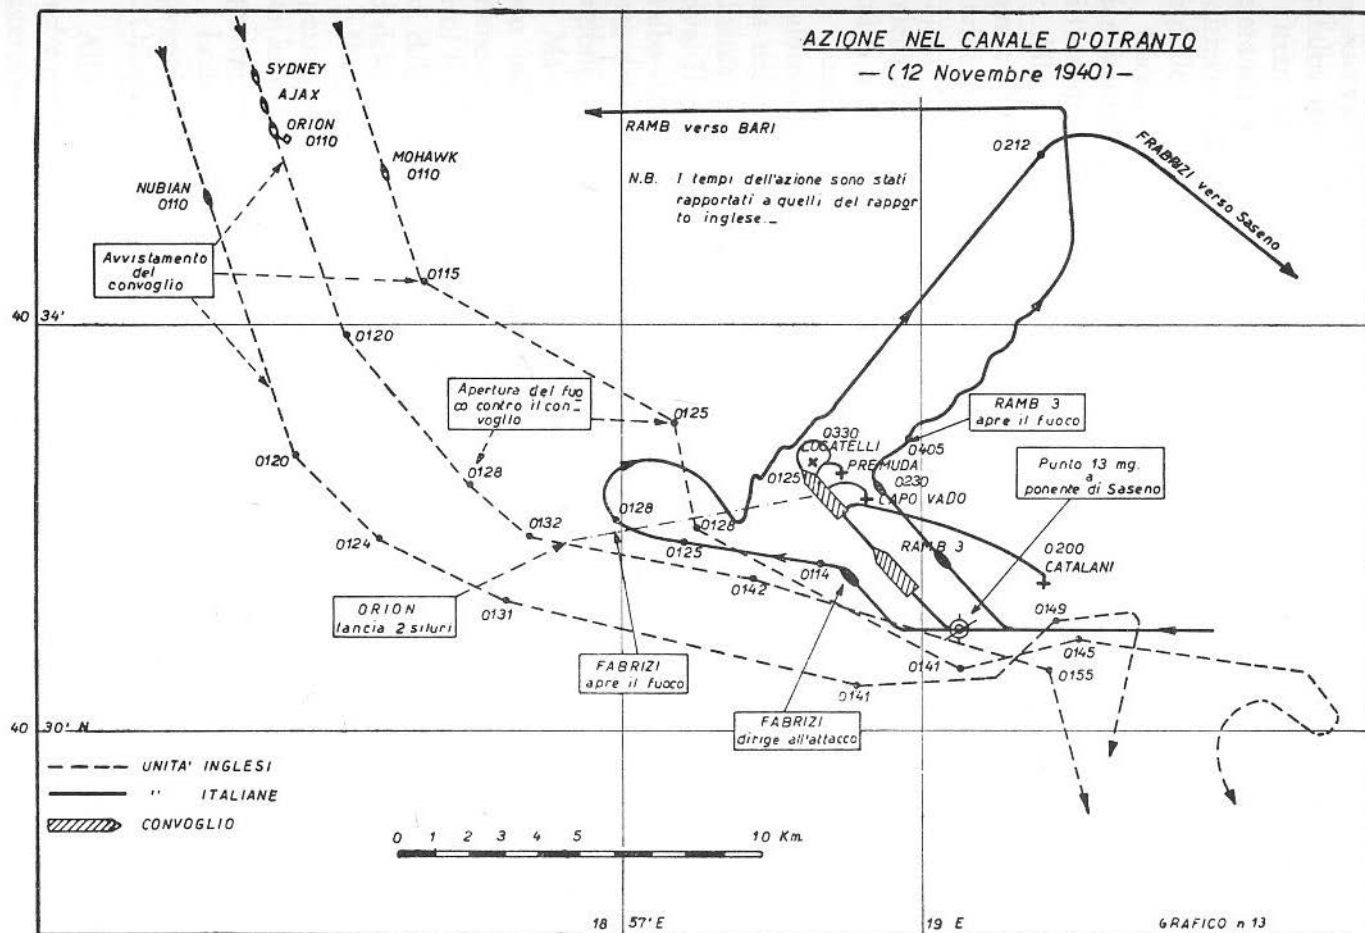 AZIONE NEL CANALE D'OTRANTO
— (12 Novembre 1940) —
SYDNEY
AJAX
ORION
0110
MOHAWK
0110
NUBIAN
0110
RAMB verso BARI
N.B. I tempi dell'azione sono stati
rapportati a quelli del rappor
to inglese._
0212
FRABRIZI verso Saseno
Avvistamento
del
convoglio
0115
40 34'
0120
Apertura del fuo
co contro il con_
voglio
0125
RAMB 3
apre il fuoco
0330
LOCATELLI
PREMUDA
0405
0120
0128
0125
0230
CAPO VADO
Punto 13 mg.
a
ponente di Saseno
0128
0132
0128
0124
0125
RAMB 3
0200
CATALANI
0114
0142
0131
ORION
lancia 2 siluri
0149
0145
FABRIZI
apre il fuoco
0141
0155
0141
FABRIZI
dirige all'attacco
40 30' N
UNITA' INGLESI
" ITALIANE
CONVOGLIO
0 1 2 3 4 5 10 Km.
18 57' E
19 E
GRAFICO n 13